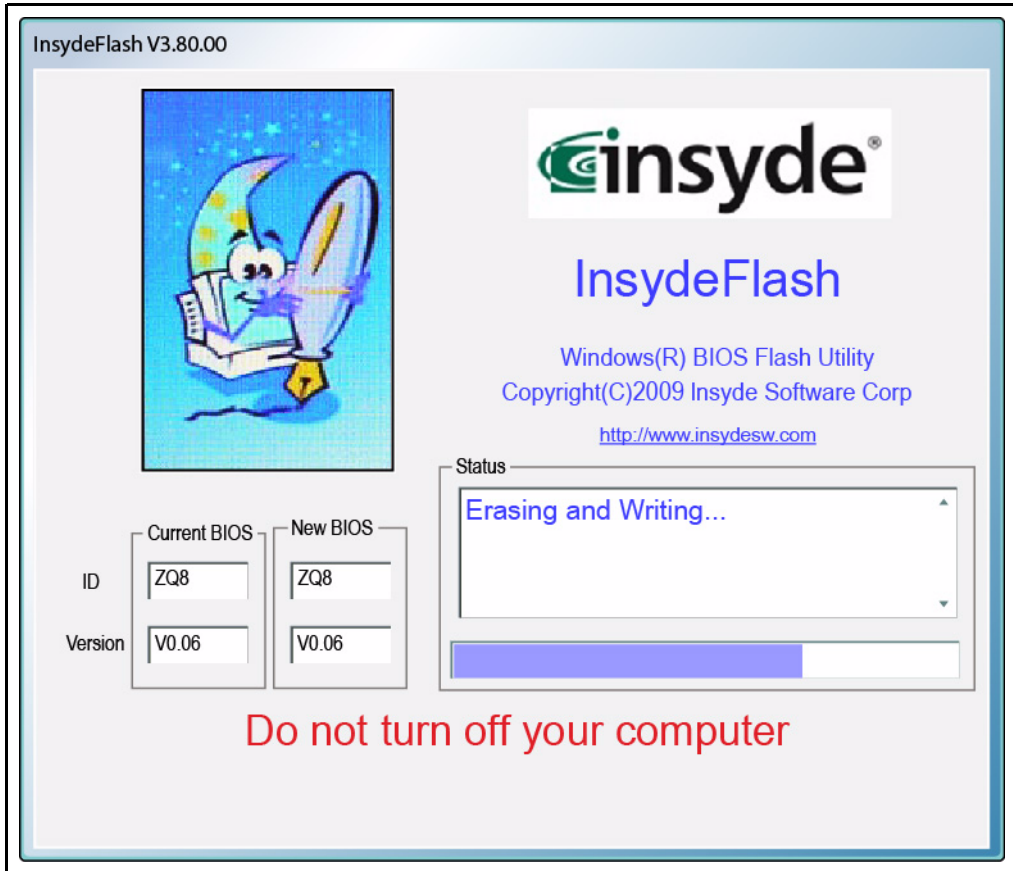 InsydeFlash V3.80.00
insyde®
InsydeFlash
Windows(R) BIOS Flash Utility
Copyright(C)2009 Insyde Software Corp
http://www.insydesw.com
Status
Erasing and Writing...
Current BIOS New BIOS
ID ZQ8 ZQ8
Version V0.06 V0.06
Do not turn off your computer